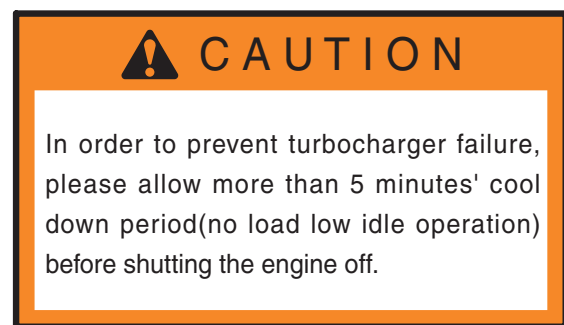 CAUTION
In order to prevent turbocharger failure,
please allow more than 5 minutes' cool
down period(no load low idle operation)
before shutting the engine off.